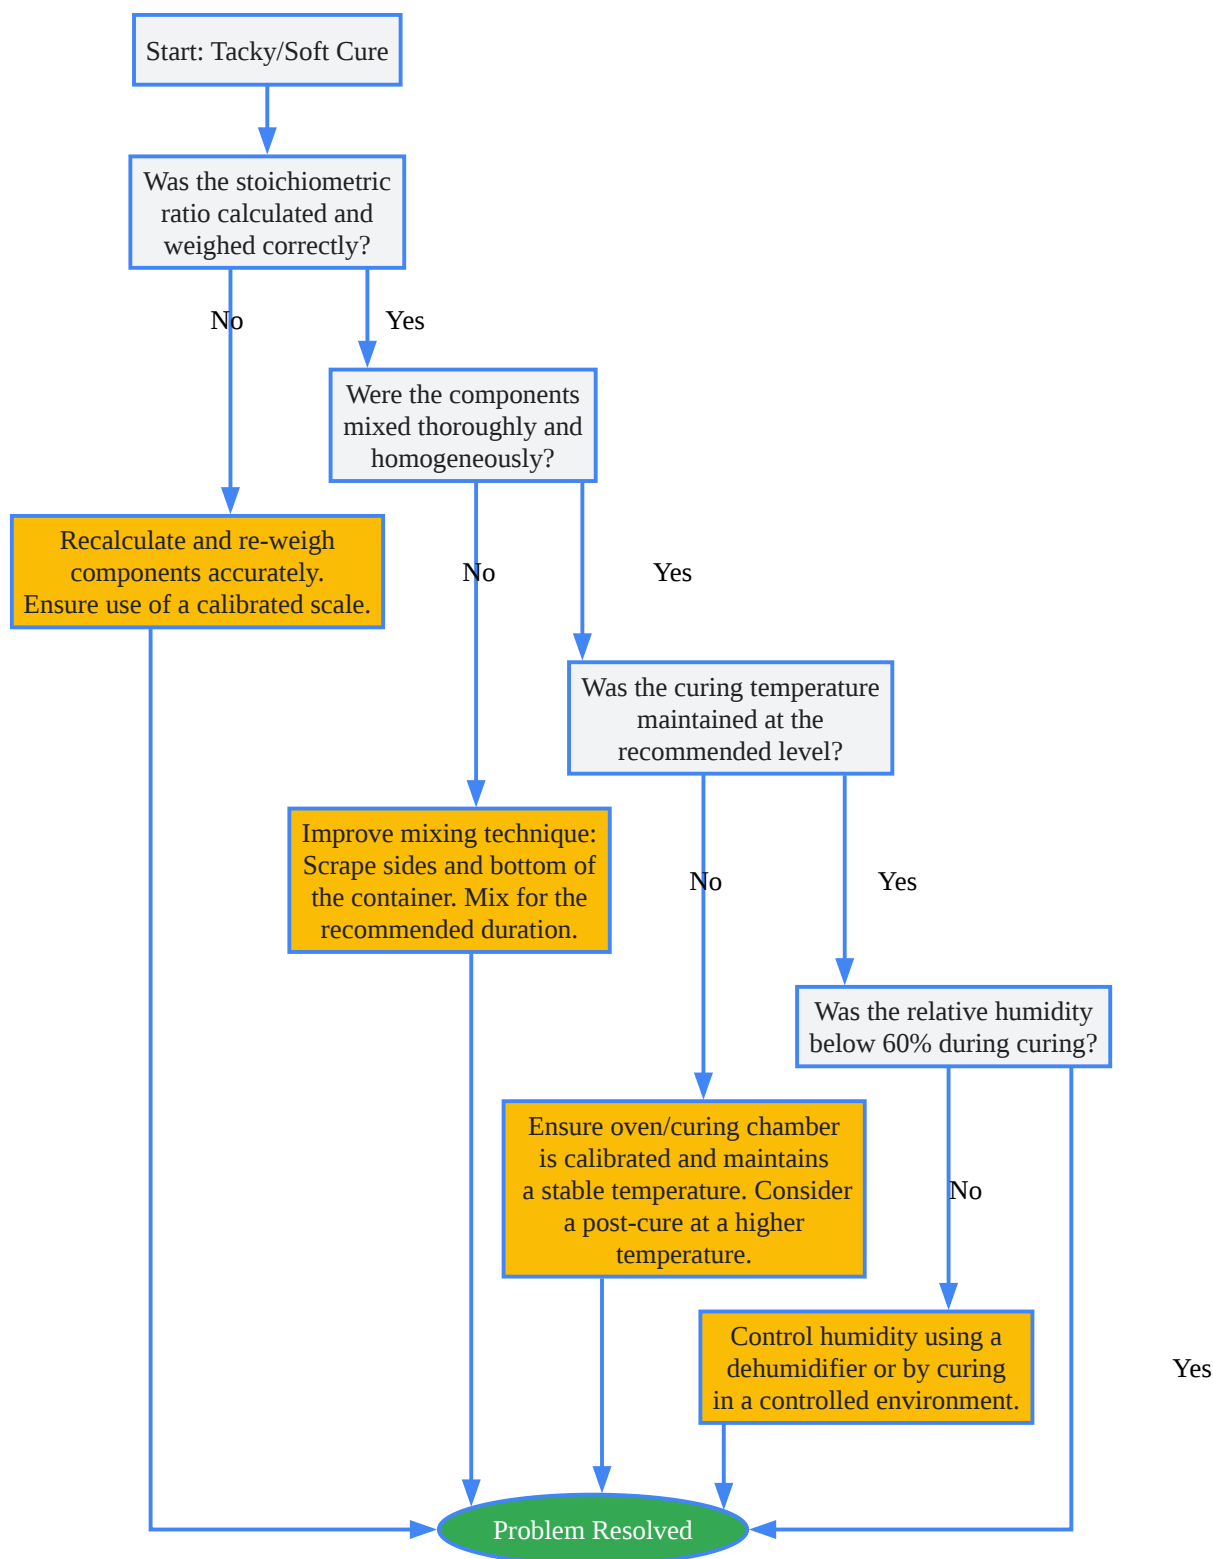 Start: Tacky/Soft Cure
Was the stoichiometric
ratio calculated and
weighed correctly?
No
Yes
Were the components
mixed thoroughly and
homogeneously?
Recalculate and re-weigh
components accurately.
Ensure use of a calibrated scale.
No
Yes
Was the curing temperature
maintained at the
recommended level?
Improve mixing technique:
Scrape sides and bottom of
the container. Mix for the
recommended duration.
No
Yes
Was the relative humidity
below 60% during curing?
Ensure oven/curing chamber
is calibrated and maintains
a stable temperature. Consider
a post-cure at a higher
temperature.
No
Control humidity using a
dehumidifier or by curing
in a controlled environment.
Yes
Problem Resolved